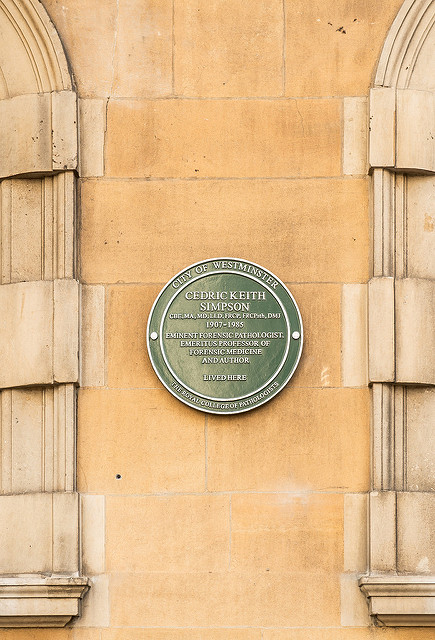 CITY OF WESTMINSTER
CEDRIC KEITH
SIMPSON
CBE, MA, MD, LLD, FRCP, FRCPath, DMJ
1907-1985
EMINENT FORENSIC PATHOLOGIST,
EMERITUS PROFESSOR OF
FORENSIC MEDICINE
AND AUTHOR
LIVED HERE
THE ROYAL COLLEGE OF PATHOLOGISTS